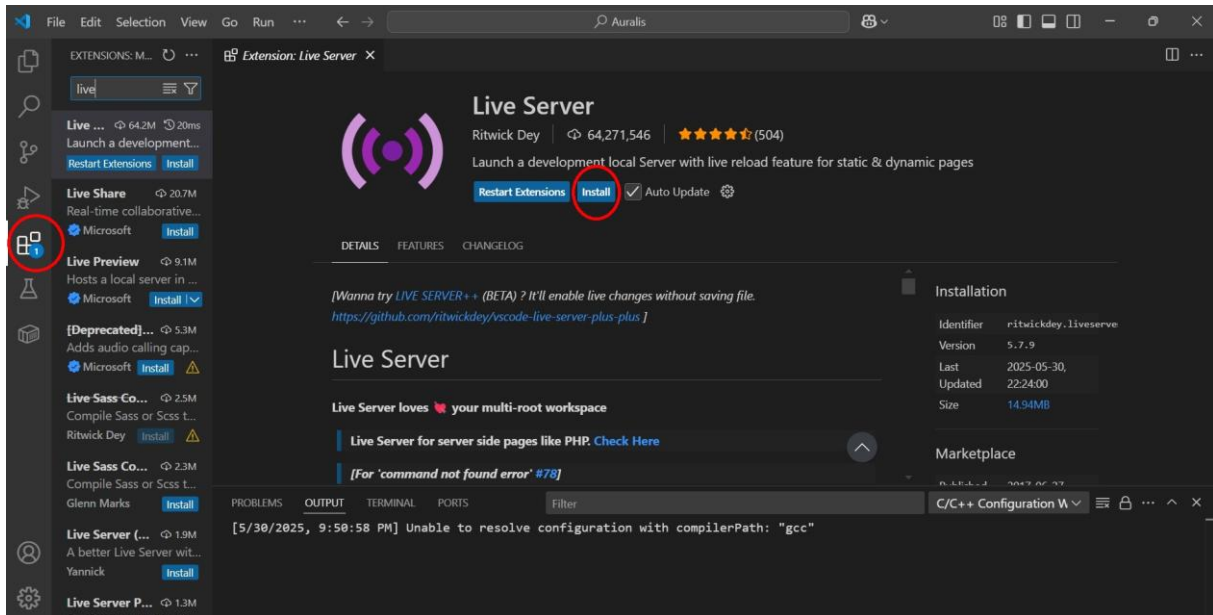 File Edit Selection View Go Run ··· Auralis
EXTENSIONS: M... ···
live
Live ... 64.2M 20ms
Launch a development...
Restart Extensions Install
Live Share 20.7M
Real-time collaborative...
Microsoft Install
1
Live Preview 9.1M
Hosts a local server in ...
Microsoft Install
[Deprecated]... 5.3M
Adds audio calling cap...
Microsoft Install
Live Sass Co... 2.5M
Compile Sass or Scss t...
Ritwick Dey Install
Live Sass Co... 2.3M
Compile Sass or Scss t...
Glenn Marks Install
Live Server (... 1.9M
A better Live Server wit...
Yannick Install
Live Server P... 1.3M
Extension: Live Server
Live Server
Ritwick Dey 64,271,546 (504)
Launch a development local Server with live reload feature for static & dynamic pages
Restart Extensions Install Auto Update
DETAILS FEATURES CHANGELOG
[Wanna try LIVE SERVER++ (BETA) ? It'll enable live changes without saving file.
https://github.com/ritwickdey/vscode-live-server-plus-plus ]
Live Server
Live Server loves your multi-root workspace
Live Server for server side pages like PHP. Check Here
[For 'command not found error' #78]
Installation
Identifier ritwickdey.liveserve
Version 5.7.9
Last Updated 2025-05-30,
22:24:00
Size 14.94MB
Marketplace
Published 2017-06-27
PROBLEMS OUTPUT TERMINAL PORTS Filter C/C++ Configuration W ···
[5/30/2025, 9:50:58 PM] Unable to resolve configuration with compilerPath: "gcc"